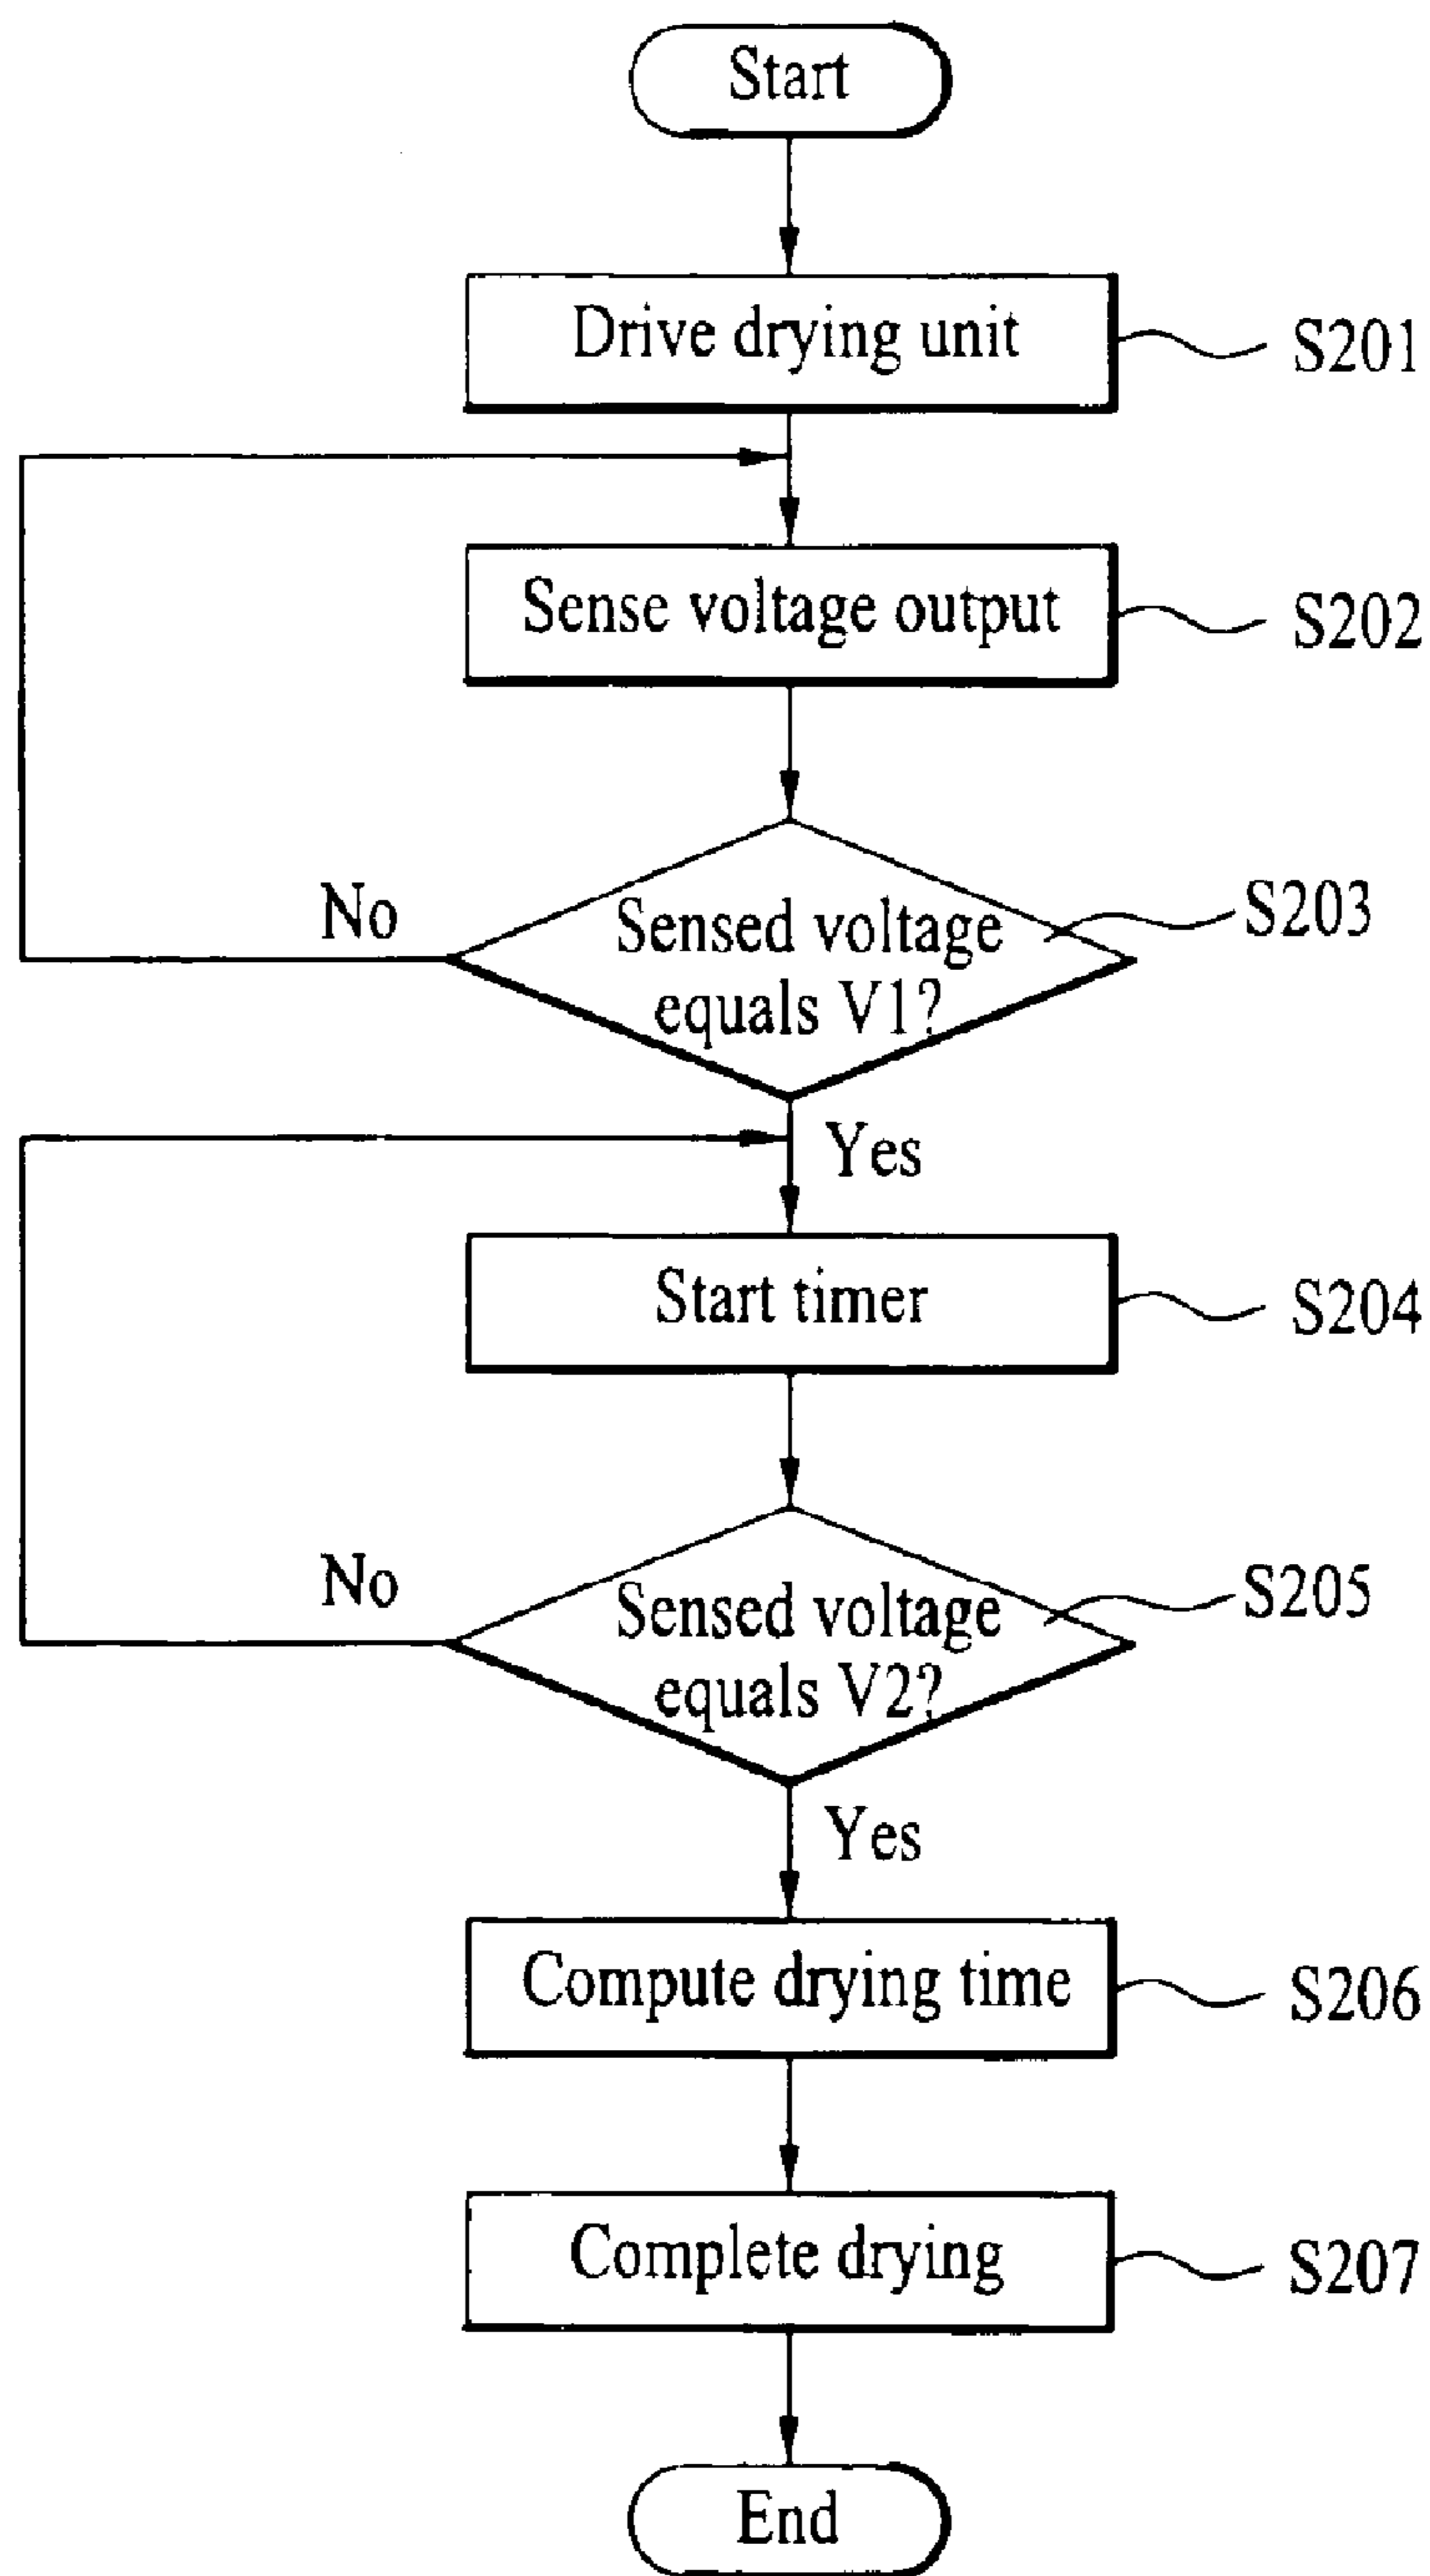 Start
Drive drying unit
S201
Sense voltage output
S202
No
Sensed voltage
equals V1?
S203
Yes
Start timer
S204
No
Sensed voltage
equals V2?
S205
Yes
Compute drying time
S206
Complete drying
S207
End